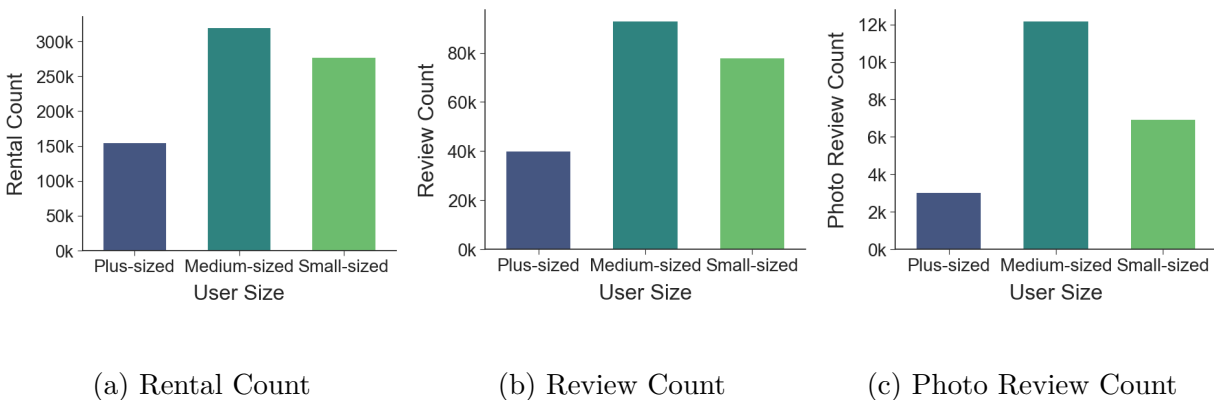 Rental Count
300k
250k
200k
150k
100k
50k
0k
Plus-sized Medium-sized Small-sized
User Size
(a) Rental Count
Review Count
80k
60k
40k
20k
0k
Plus-sized Medium-sized Small-sized
User Size
(b) Review Count
Photo Review Count
12k
10k
8k
6k
4k
2k
0k
Plus-sized Medium-sized Small-sized
User Size
(c) Photo Review Count